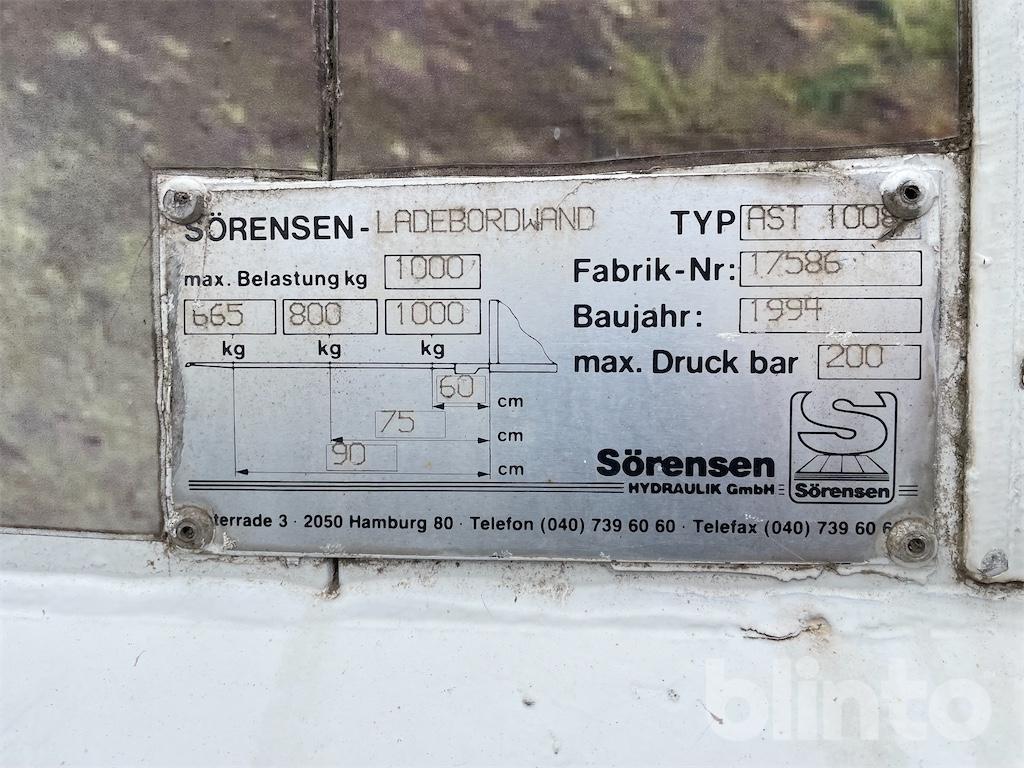 SÖRENSEN-LADEBORDWAND TYP AST 1008
max. Belastung kg 1000 Fabrik-Nr: 17586
665 800 1000 Baujahr: 1994
kg kg kg max. Druck bar 200
60 cm
75 cm
90 cm
Sörensen
HYDRAULIK GmbH
Sörensen
2050 Hamburg 80 · Telefon (040) 739 60 60 · Telefax (040) 739 60
blinto